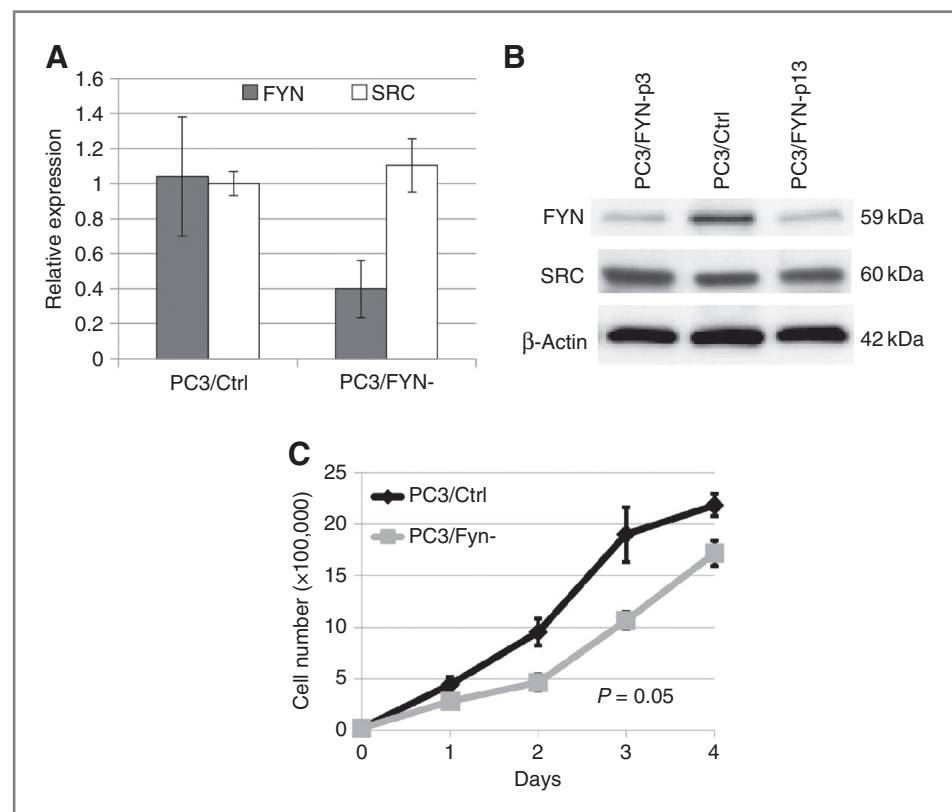 A
1.6
1.4
1.2
1
0.8
0.6
0.4
0.2
0
Relative expression
FYN SRC
PC3/Ctrl PC3/FYN-
B
PC3/FYN-p3 PC3/Ctrl PC3/FYN-p13
FYN 59 kDa
SRC 60 kDa
β-Actin 42 kDa
C
25
20
15
10
5
0
Cell number (×100,000)
PC3/Ctrl
PC3/Fyn-
P = 0.05
0 1 2 3 4
Days